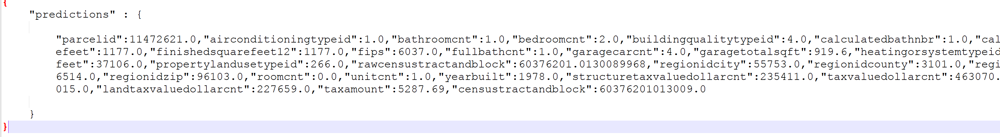 {
"predictions" : {
"parcelid":11472621.0,"airconditioningtypeid":1.0,"bathroomcnt":1.0,"bedroomcnt":2.0,"buildingqualitytypeid":4.0,"calculatedbathnbr":1.0,"cal
efeet":1177.0,"finishedsquarefeet12":1177.0,"fips":6037.0,"fullbathcnt":1.0,"garagecarcnt":4.0,"garagetotalsqft":919.6,"heatingorsystemtypeid
feet":37106.0,"propertylandusetypeid":266.0,"rawcensustractandblock":60376201.0130089968,"regionidcity":55753.0,"regionidcounty":3101.0,"regi
6514.0,"regionidzip":96103.0,"roomcnt":0.0,"unitcnt":1.0,"yearbuilt":1978.0,"structuretaxvaluedollarcnt":235411.0,"taxvaluedollarcnt":463070.
015.0,"landtaxvaluedollarcnt":227659.0,"taxamount":5287.69,"censustractandblock":60376201013009.0
}
}